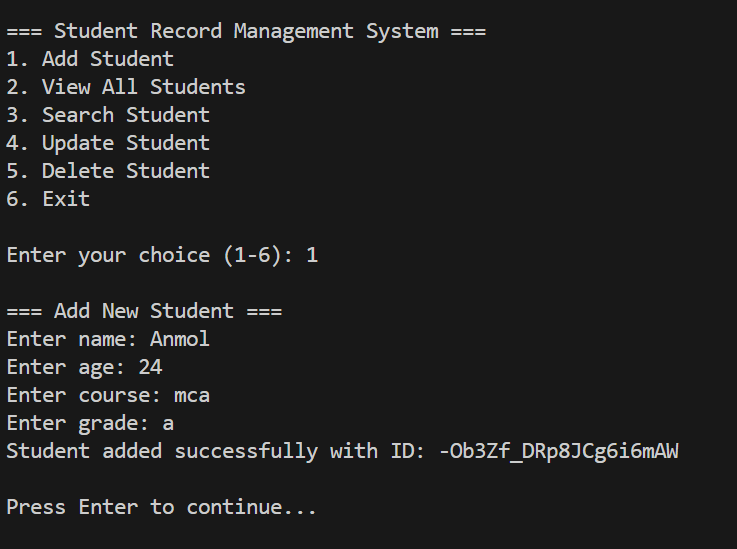 === Student Record Management System ===
1. Add Student
2. View All Students
3. Search Student
4. Update Student
5. Delete Student
6. Exit
Enter your choice (1-6): 1
=== Add New Student ===
Enter name: Anmol
Enter age: 24
Enter course: mca
Enter grade: a
Student added successfully with ID: -Ob3Zf_DRp8JCg6i6mAW
Press Enter to continue...